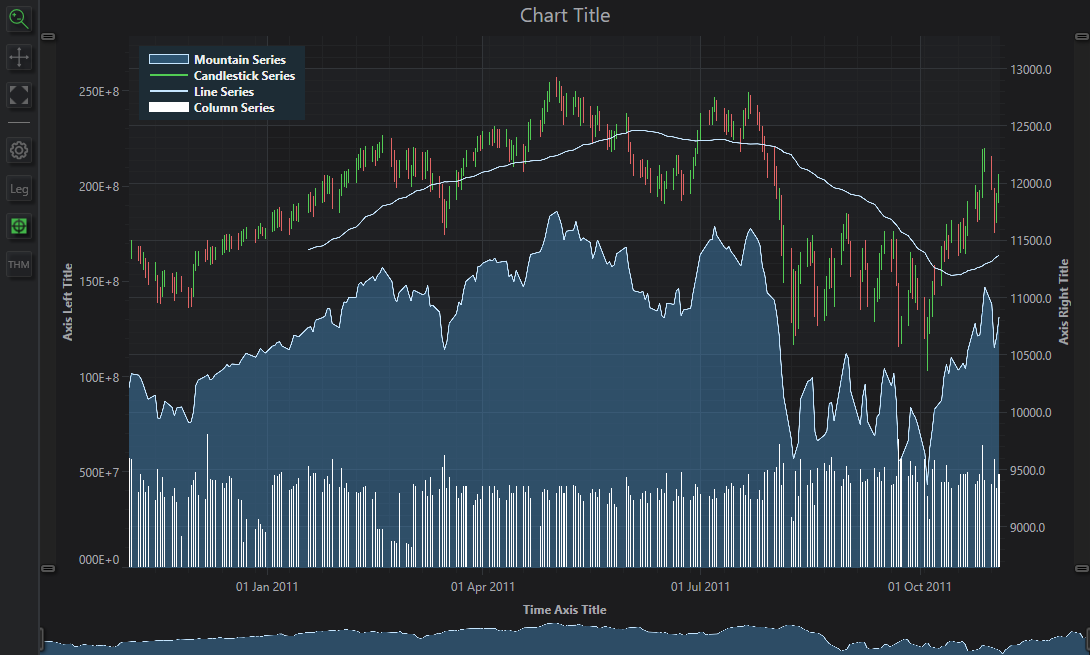 Chart Title
Leg
THM
Mountain Series
Candlestick Series
Line Series
Column Series
250E+8
200E+8
150E+8
100E+8
500E+7
000E+0
Axis Left Title
13000.0
12500.0
12000.0
11500.0
11000.0
10500.0
10000.0
9500.0
9000.0
Axis Right Title
01 Jan 2011
01 Apr 2011
01 Jul 2011
01 Oct 2011
Time Axis Title